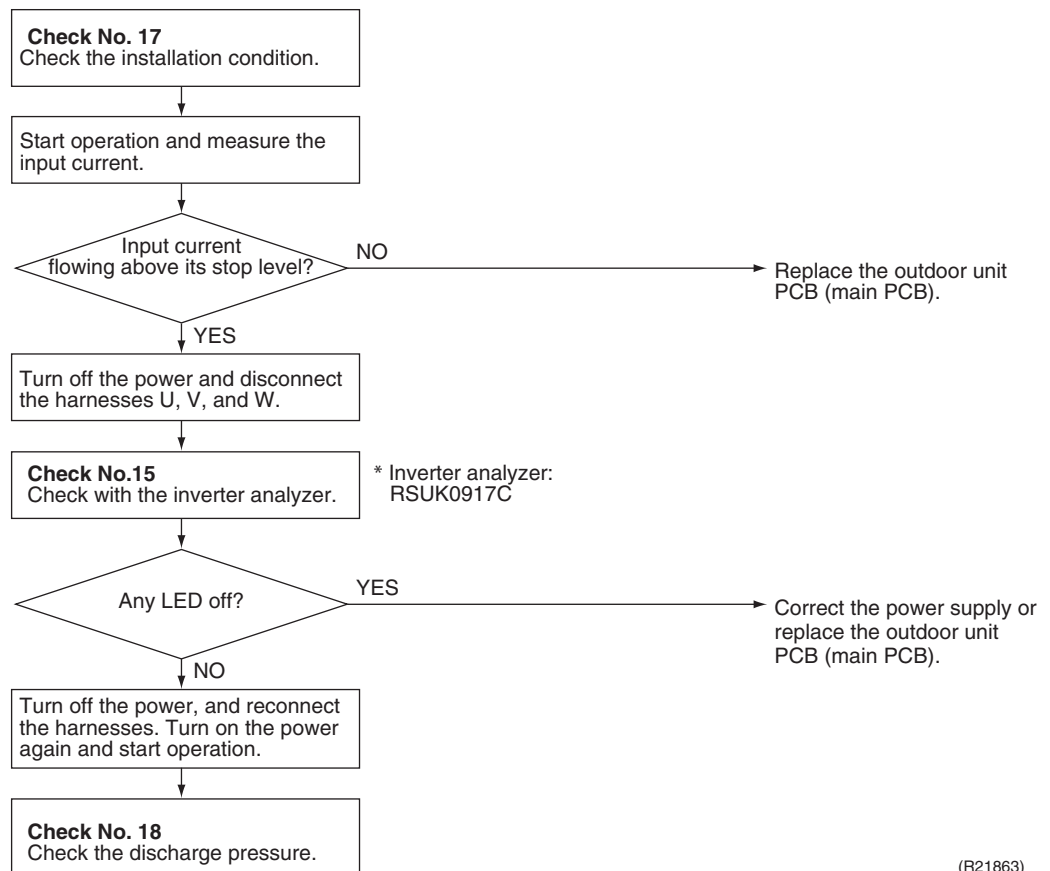 Check No. 17
Check the installation condition.
Start operation and measure the
input current.
Input current
flowing above its stop level?
NO
Replace the outdoor unit
PCB (main PCB).
YES
Turn off the power and disconnect
the harnesses U, V, and W.
Check No.15
Check with the inverter analyzer.
* Inverter analyzer:
RSUK0917C
Any LED off?
YES
Correct the power supply or
replace the outdoor unit
PCB (main PCB).
NO
Turn off the power, and reconnect
the harnesses. Turn on the power
again and start operation.
Check No. 18
Check the discharge pressure.
(R21863)